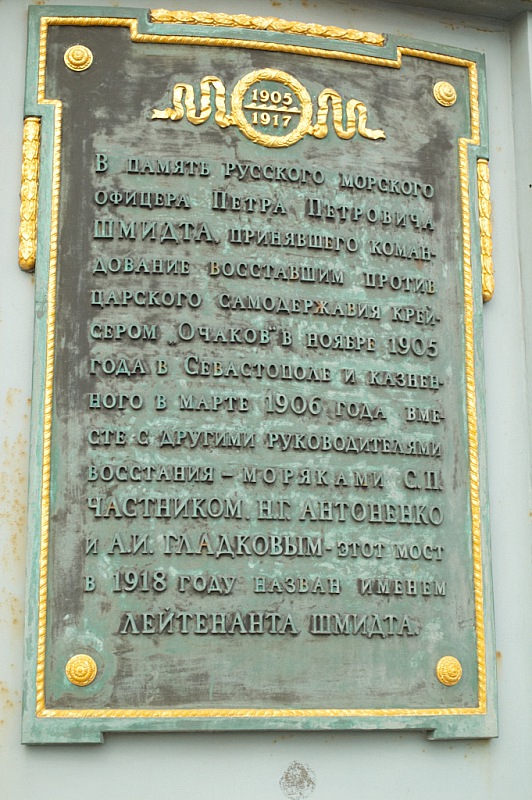 1905
1917
В ПАМЯТЬ РУССКОГО МОРСКОГО
ОФИЦЕРА ПЕТРА ПЕТРОВИЧА
ШМИДТА, ПРИНЯВШЕГО КОМАН-
ДОВАНИЕ ВОССТАВШИМ ПРОТИВ
ЦАРСКОГО САМОДЕРЖАВИЯ КРЕЙ-
СЕРОМ „ОЧАКОВ“ В НОЯБРЕ 1905
ГОДА В СЕВАСТОПОЛЕ И КАЗНЕН-
НОГО В МАРТЕ 1906 ГОДА ВМЕ-
СТЕ С ДРУГИМИ РУКОВОДИТЕЛЯМИ
ВОССТАНИЯ – МОРЯКАМИ С.П.
ЧАСТНИКОМ, Н.Г. АНТОНЕНКО
И А.И. ГЛАДКОВЫМ - ЭТОТ МОСТ
В 1918 ГОДУ НАЗВАН ИМЕНЕМ
ЛЕЙТЕНАНТА ШМИДТА.